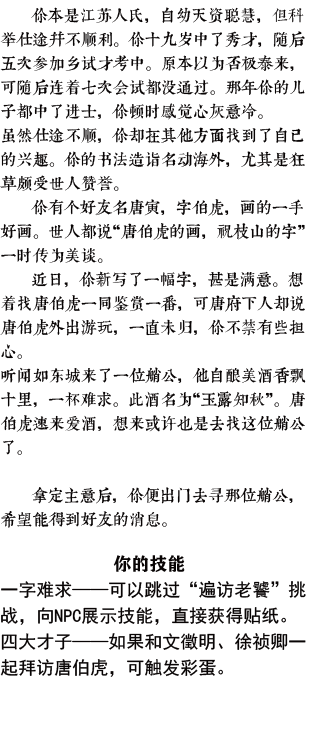 你本是江苏人氏，自幼天资聪慧，但科
举仕途并不顺利。你十九岁中了秀才，随后
五次参加乡试才考中。原本以为否极泰来，
可随后连着七次会试都没通过。那年你的儿
子都中了进士，你顿时感觉心灰意冷。
虽然仕途不顺，你却在其他方面找到了自己
的兴趣。你的书法造诣名动海外，尤其是狂
草颇受世人赞誉。
你有个好友名唐寅，字伯虎，画的一手
好画。世人都说“唐伯虎的画，祝枝山的字”
一时传为美谈。
近日，你新写了一幅字，甚是满意。想
着找唐伯虎一同鉴赏一番，可唐府下人却说
唐伯虎外出游玩，一直未归，你不禁有些担
心。
听闻如东城来了一位艄公，他自酿美酒香飘
十里，一杯难求。此酒名为“玉露知秋”。唐
伯虎速来爱酒，想来或许也是去找这位艄公
了。
拿定主意后，你便出门去寻那位艄公，
希望能得到好友的消息。
你的技能
一字难求——可以跳过“遍访老饕”挑
战，向NPC展示技能，直接获得贴纸。
四大才子——如果和文徵明、徐祯卿一
起拜访唐伯虎，可触发彩蛋。